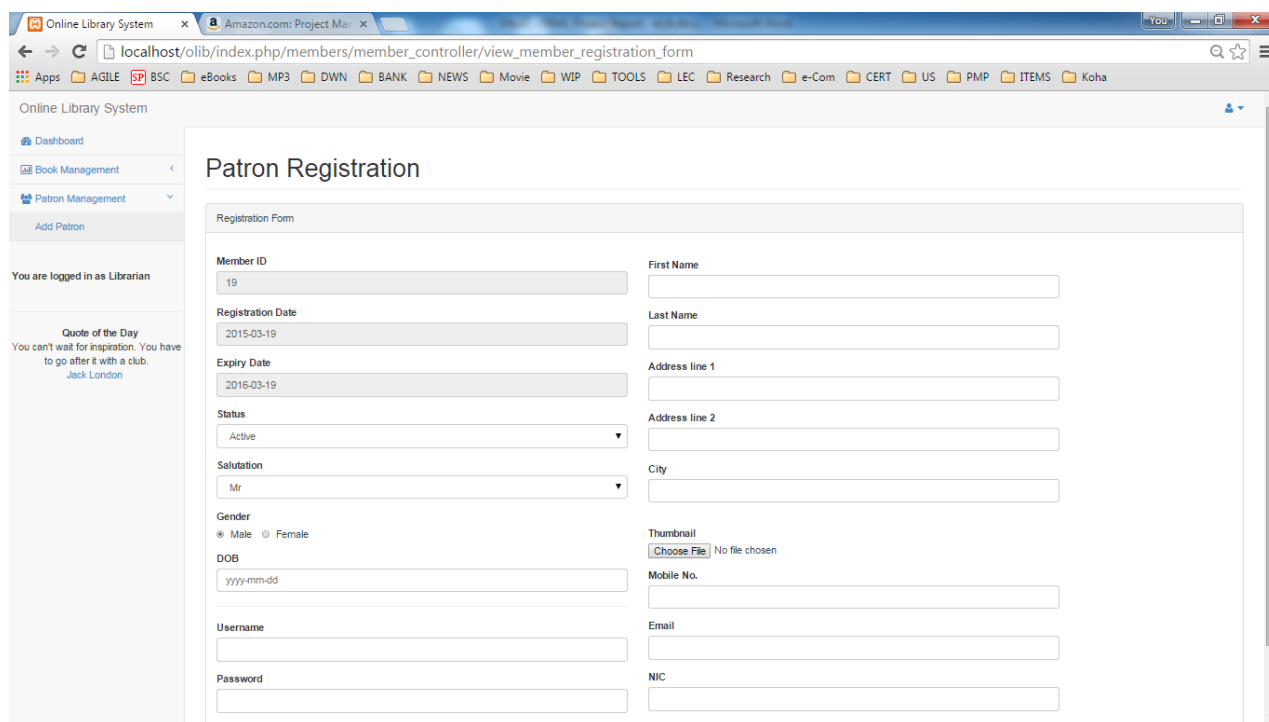 Online Library System
Amazon.com: Project Mar
You
localhost/olib/index.php/members/member_controller/view_member_registration_form
Apps AGILE SP BSC eBooks MP3 DWN BANK NEWS Movie WIP TOOLS LEC Research e-Com CERT US PMP ITEMS Koha
Online Library System
Dashboard
Book Management
Patron Management
Add Patron
You are logged in as Librarian
Quote of the Day
You can't wait for inspiration. You have
to go after it with a club.
Jack London
Patron Registration
Registration Form
Member ID
19
Registration Date
2015-03-19
Expiry Date
2016-03-19
Status
Active
Salutation
Mr
Gender
Male Female
DOB
yyyy-mm-dd
Username
Password
First Name
Last Name
Address line 1
Address line 2
City
Thumbnail
Choose File No file chosen
Mobile No.
Email
NIC